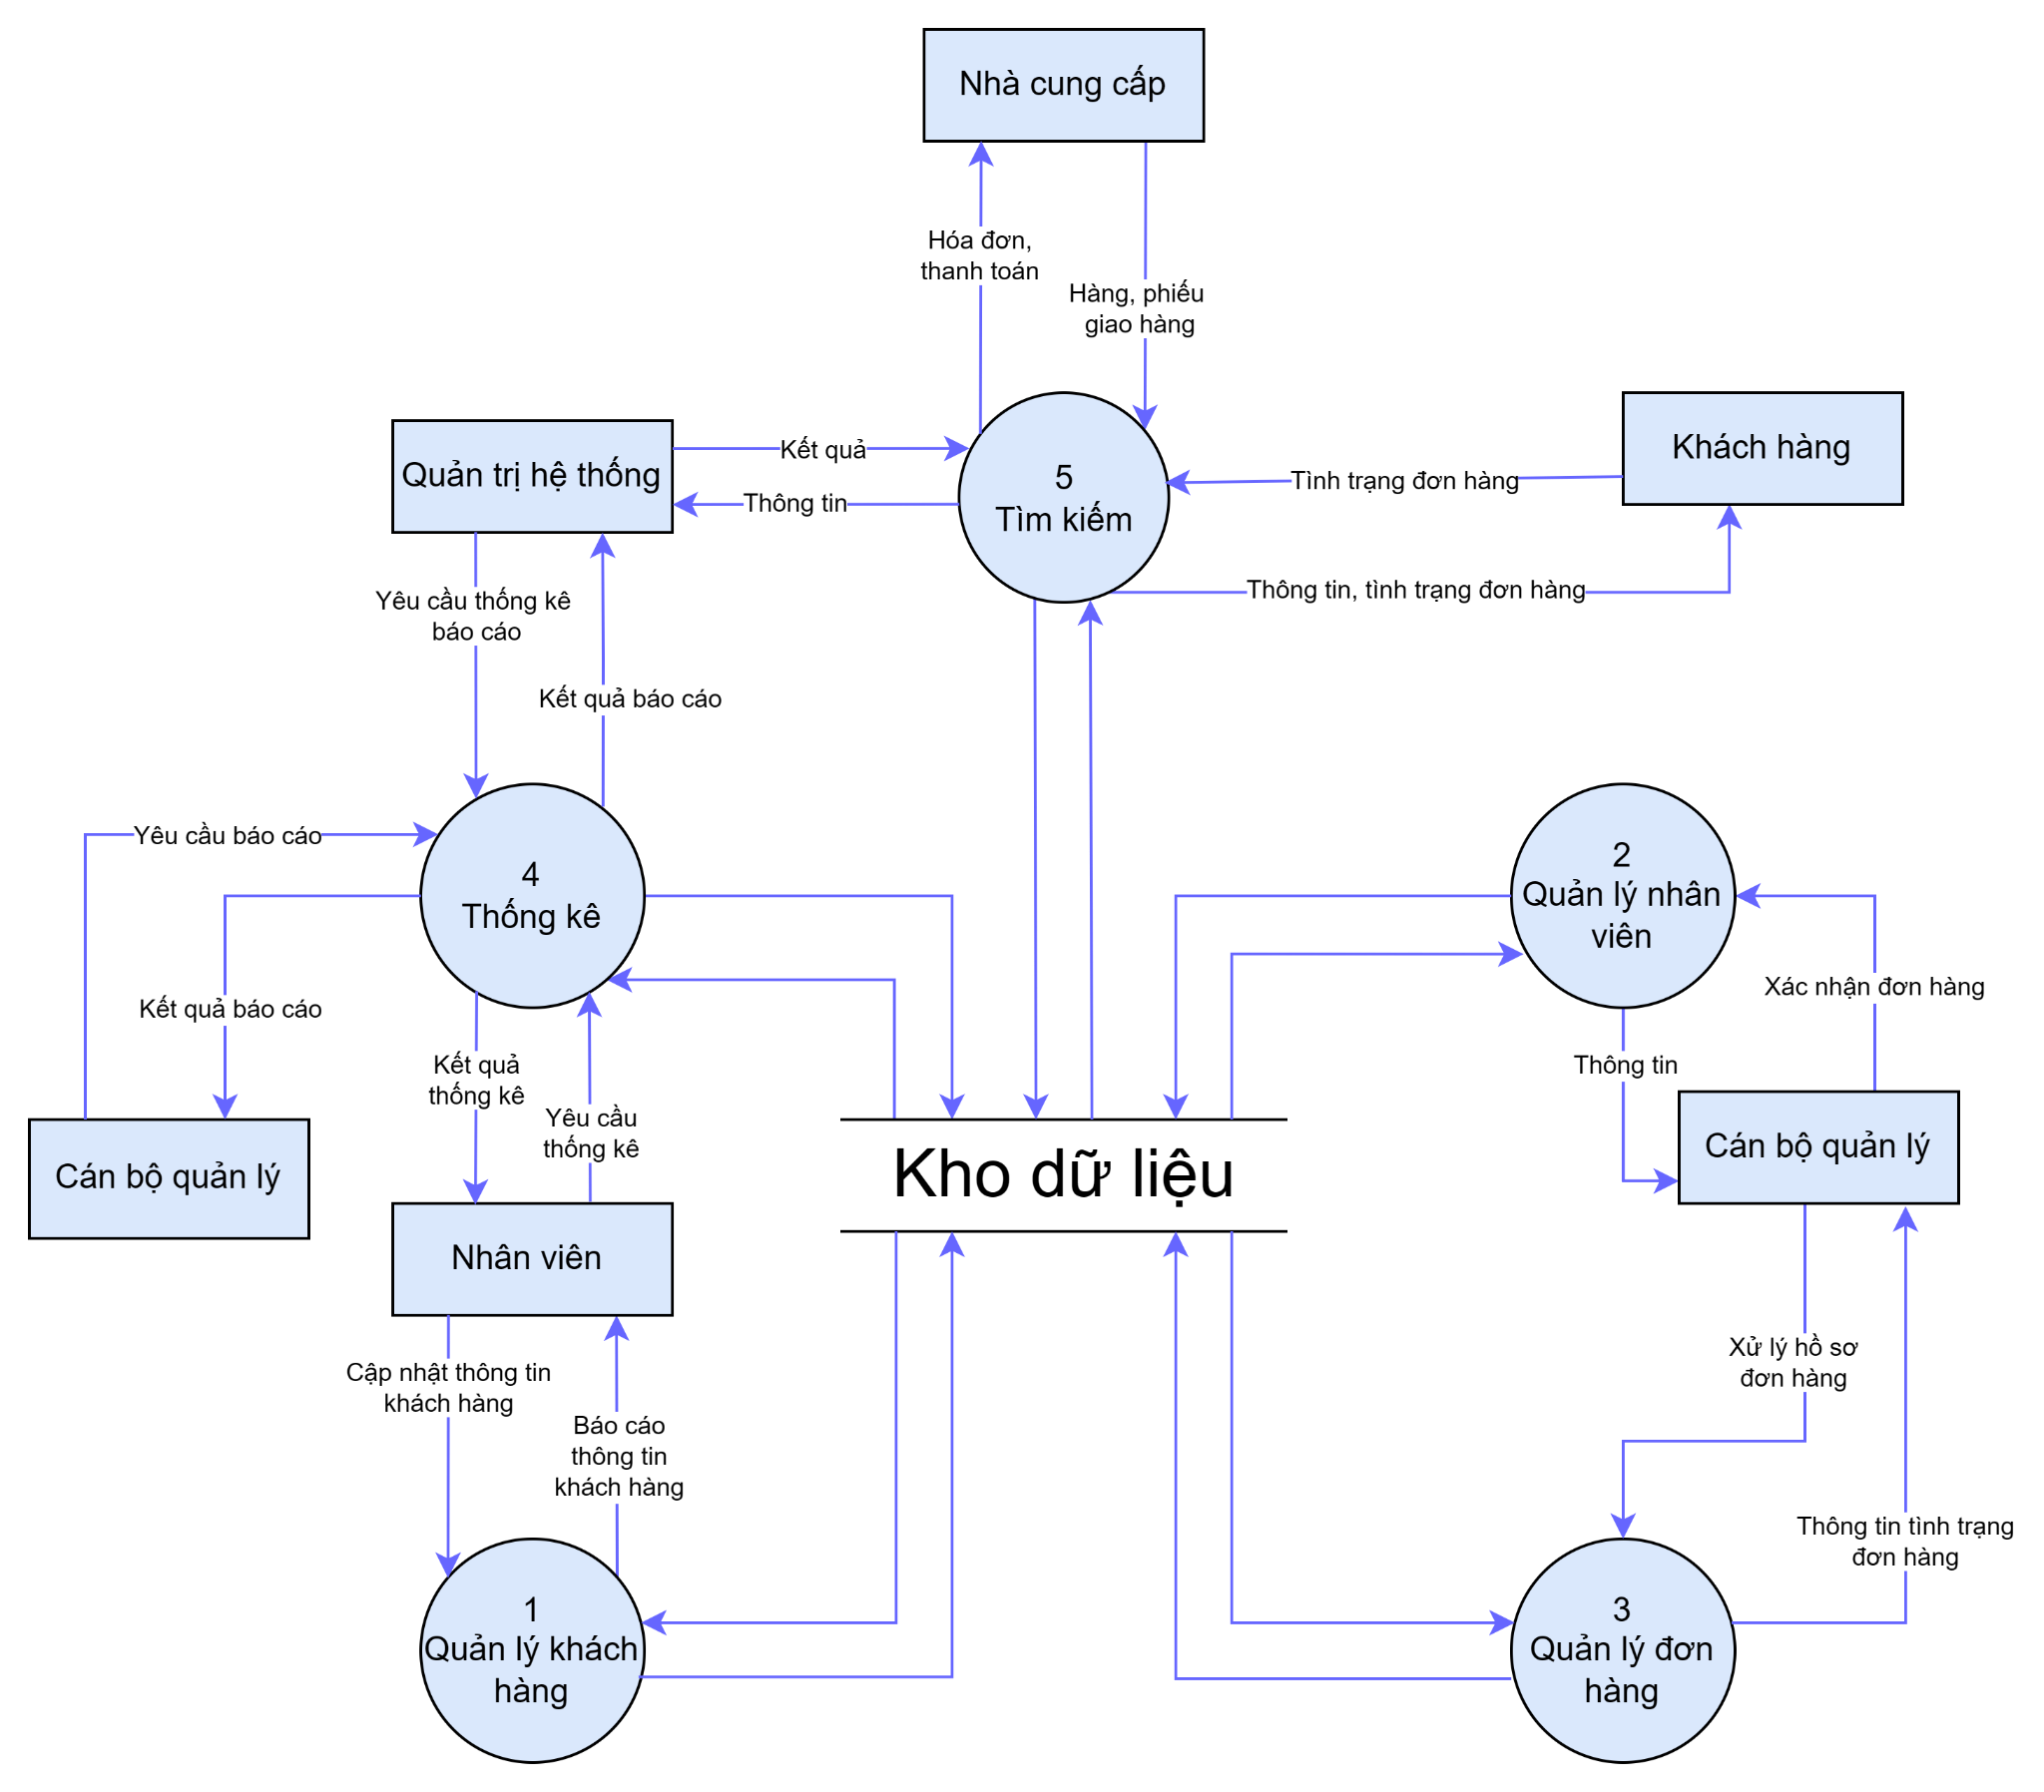 Nhà cung cấp
Hóa đơn,
thanh toán
Hàng, phiếu
giao hàng
Quản trị hệ thống
Kết quả
Thông tin
5
Tìm kiếm
Tình trạng đơn hàng
Khách hàng
Thông tin, tình trạng đơn hàng
Yêu cầu thống kê
báo cáo
Kết quả báo cáo
Yêu cầu báo cáo
4
Thống kê
2
Quản lý nhân
viên
Kết quả báo cáo
Xác nhận đơn hàng
Kết quả
thống kê
Thông tin
Yêu cầu
thống kê
Cán bộ quản lý
Kho dữ liệu
Cán bộ quản lý
Nhân viên
Xử lý hồ sơ
đơn hàng
Cập nhật thông tin
khách hàng
Báo cáo
thông tin
khách hàng
Thông tin tình trạng
đơn hàng
1
Quản lý khách
hàng
3
Quản lý đơn
hàng